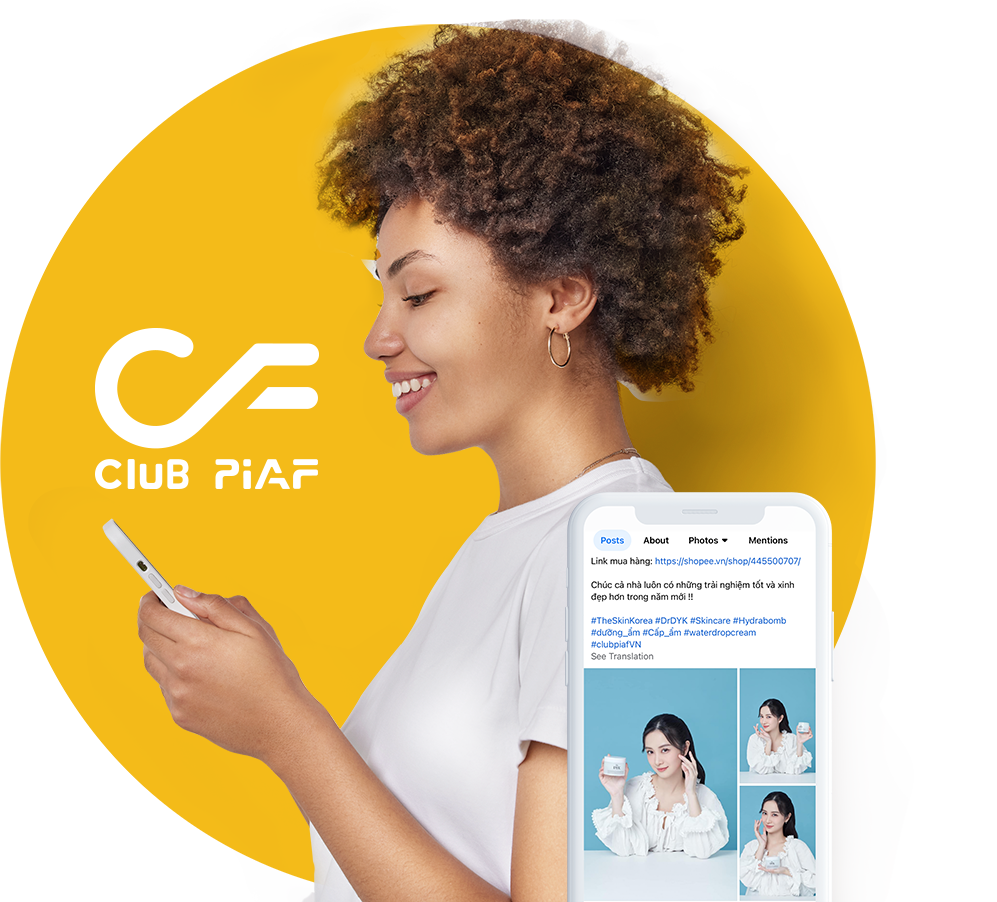 CluB PiAF
Posts About Photos Mentions
Link mua hàng: https://shopee.vn/shop/445500707/
Chúc cả nhà luôn có những trải nghiệm tốt và xinh
đẹp hơn trong năm mới !!
#TheSkinKorea #DrDYK #Skincare #Hydrabomb
#dưỡng_ẩm #Cấp_ẩm #waterdropcream
#clubpiafVN
See Translation